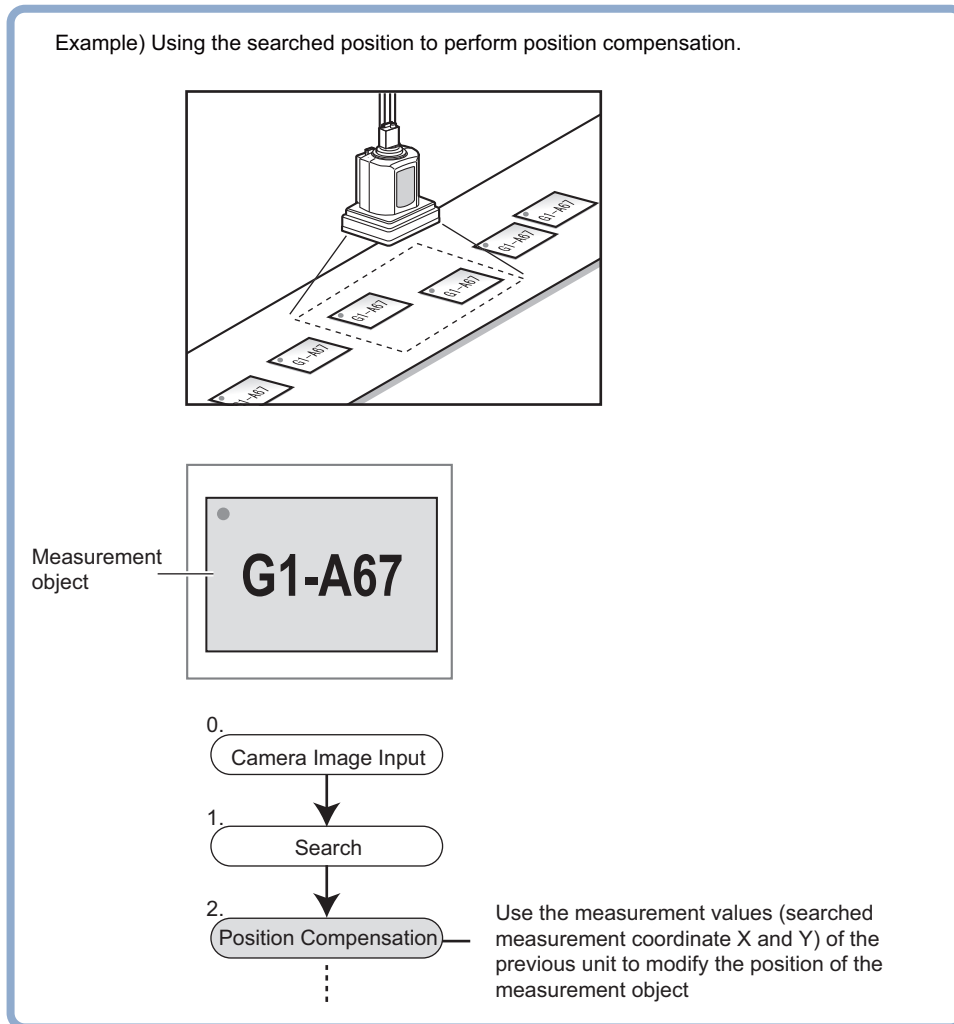 Example) Using the searched position to perform position compensation.
G1-A67
G1-A67
G1-A67
G1-A67
G1-A67
1-A67
Measurement
object
G1-A67
0.
Camera Image Input
1.
Search
2.
Position Compensation
Use the measurement values (searched
measurement coordinate X and Y) of the
previous unit to modify the position of the
measurement object